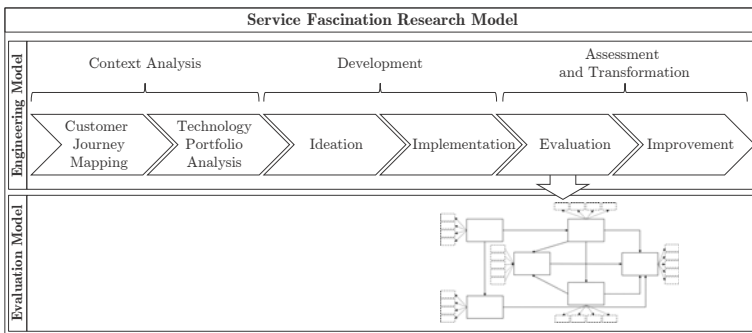 Service Fascination Research Model
Engineering Model
Context Analysis
Development
Assessment
and Transformation
Customer
Journey
Mapping
Technology
Portfolio
Analysis
Ideation
Implementation
Evaluation
Improvement
Evaluation Model